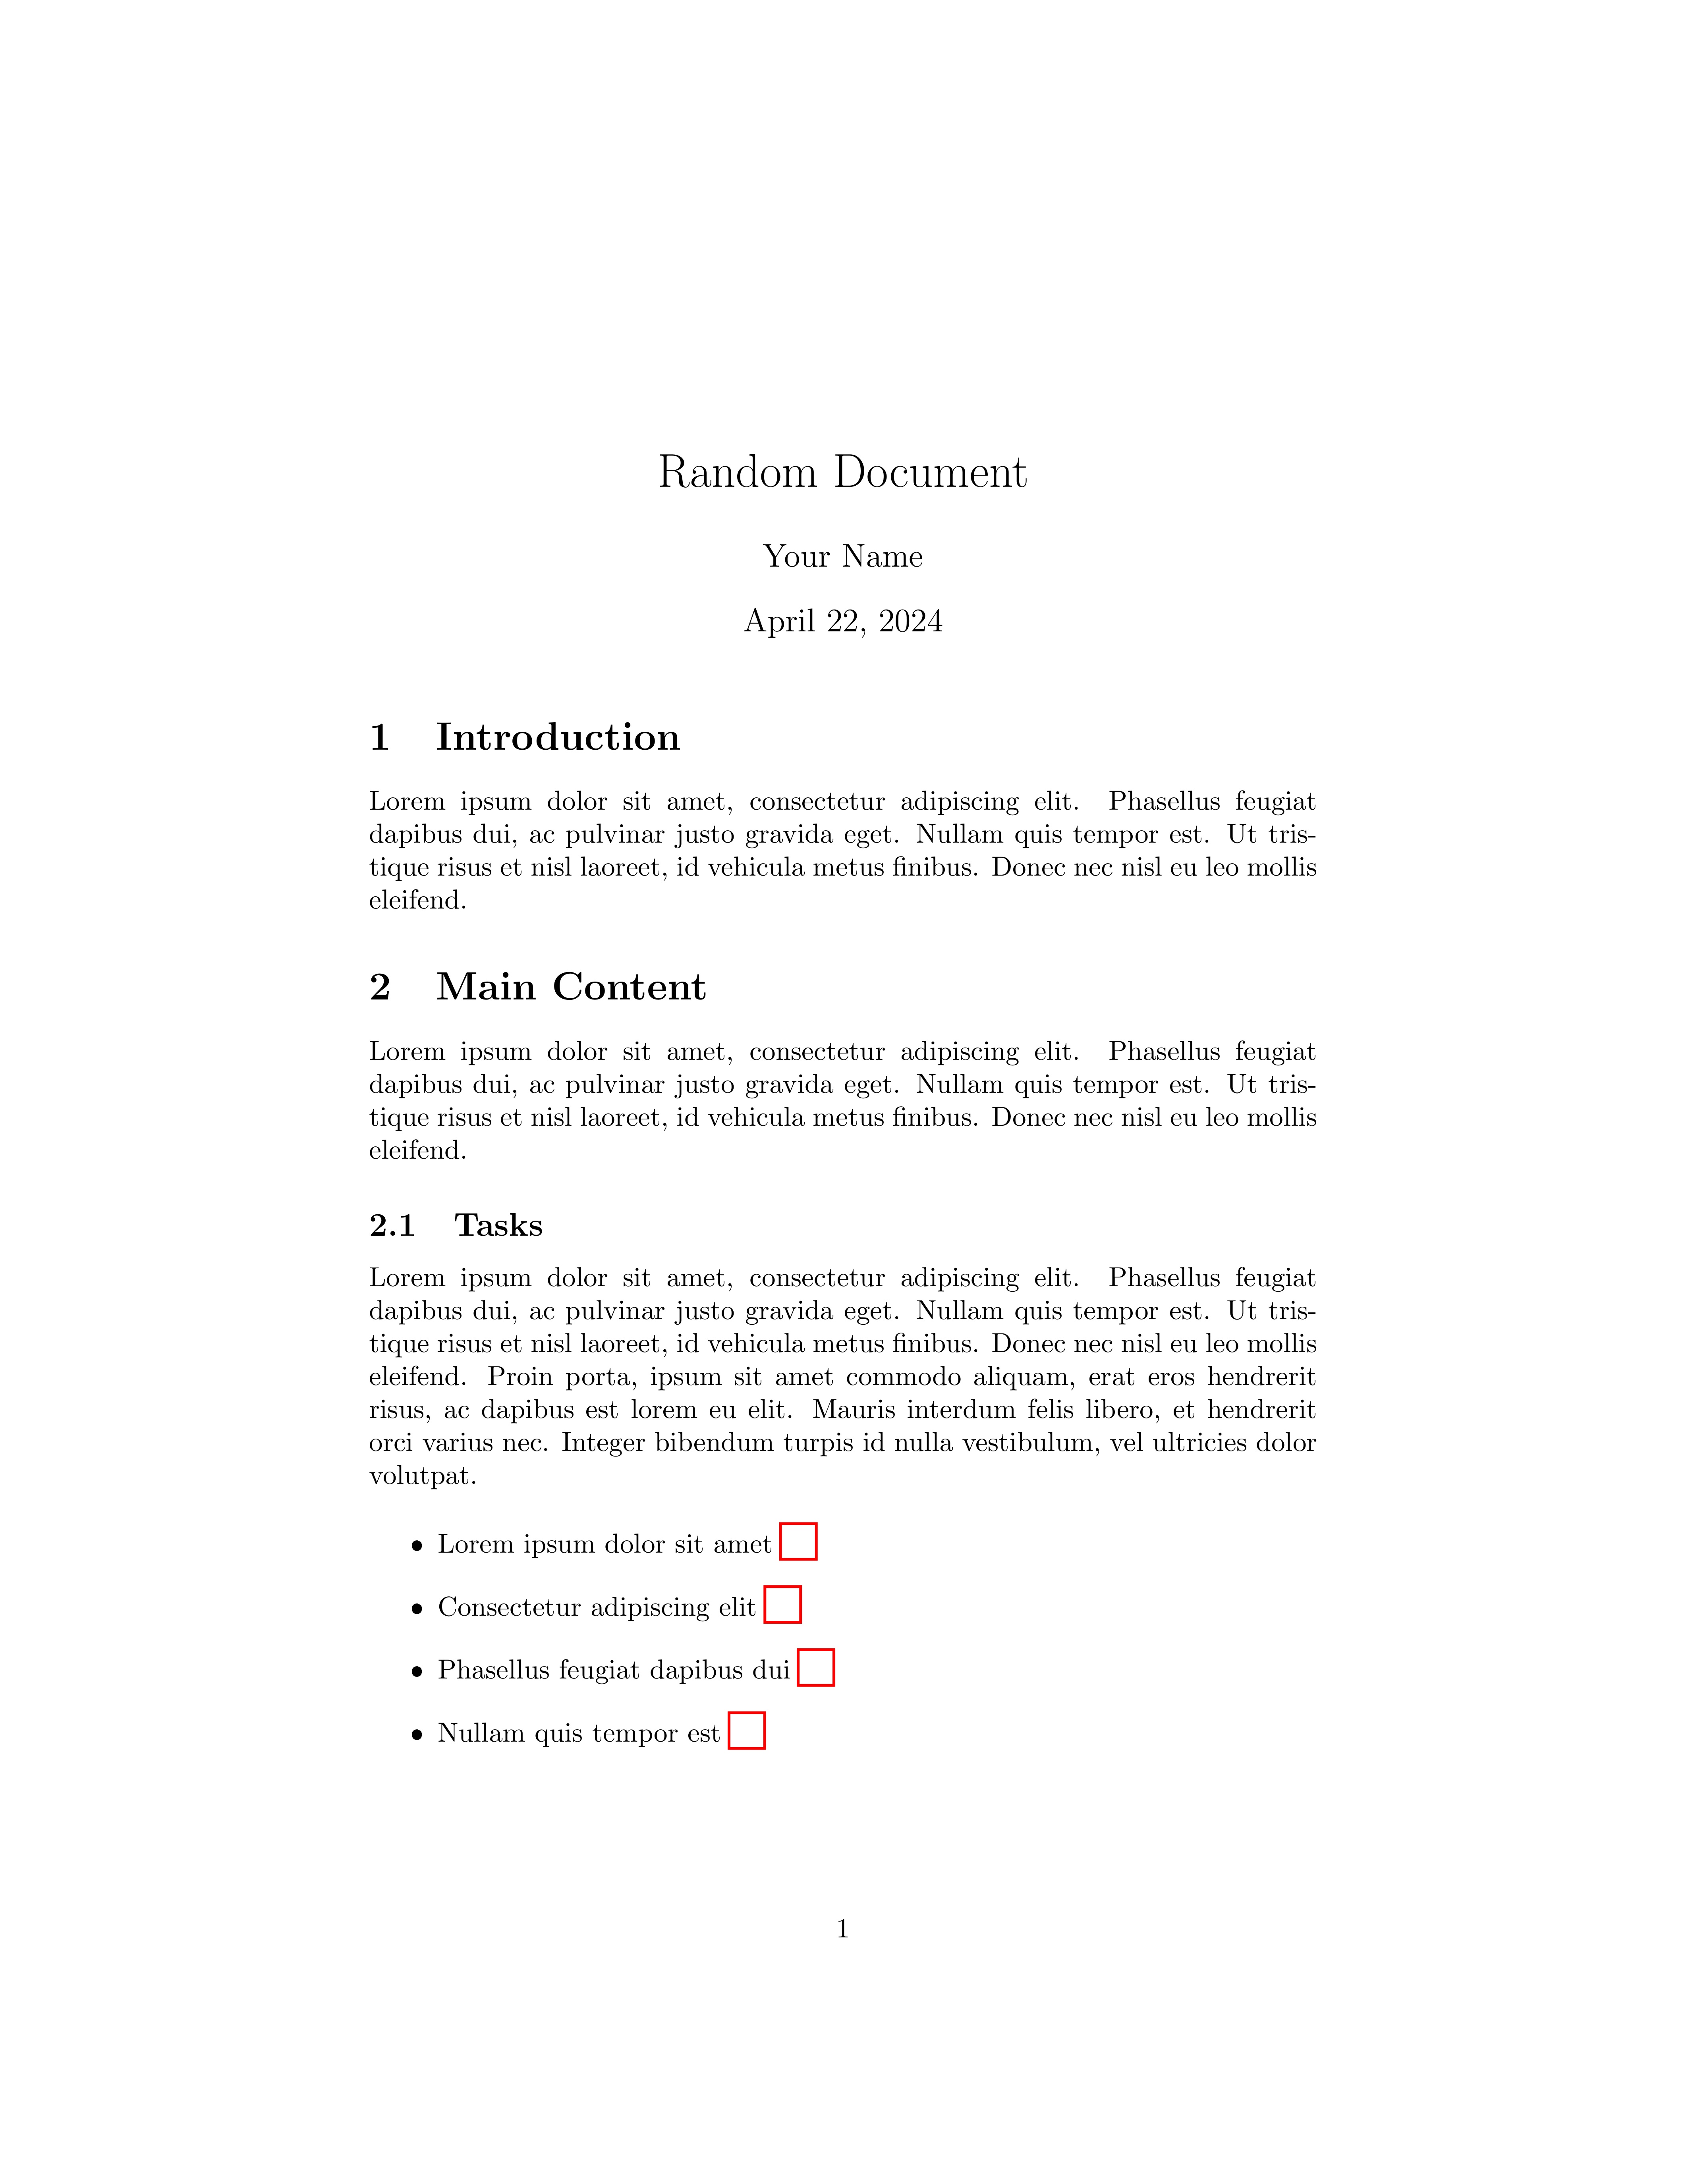 Random Document
Your Name
April 22, 2024
1 Introduction
Lorem ipsum dolor sit amet, consectetur adipiscing elit. Phasellus feugiat
dapibus dui, ac pulvinar justo gravida eget. Nullam quis tempor est. Ut tris-
tique risus et nisl laoreet, id vehicula metus finibus. Donec nec nisl eu leo mollis
eleifend.
2 Main Content
Lorem ipsum dolor sit amet, consectetur adipiscing elit. Phasellus feugiat
dapibus dui, ac pulvinar justo gravida eget. Nullam quis tempor est. Ut tris-
tique risus et nisl laoreet, id vehicula metus finibus. Donec nec nisl eu leo mollis
eleifend.
2.1 Tasks
Lorem ipsum dolor sit amet, consectetur adipiscing elit. Phasellus feugiat
dapibus dui, ac pulvinar justo gravida eget. Nullam quis tempor est. Ut tris-
tique risus et nisl laoreet, id vehicula metus finibus. Donec nec nisl eu leo mollis
eleifend. Proin porta, ipsum sit amet commodo aliquam, erat eros hendrerit
risus, ac dapibus est lorem eu elit. Mauris interdum felis libero, et hendrerit
orci varius nec. Integer bibendum turpis id nulla vestibulum, vel ultricies dolor
volutpat.
• Lorem ipsum dolor sit amet
• Consectetur adipiscing elit
• Phasellus feugiat dapibus dui
• Nullam quis tempor est
1